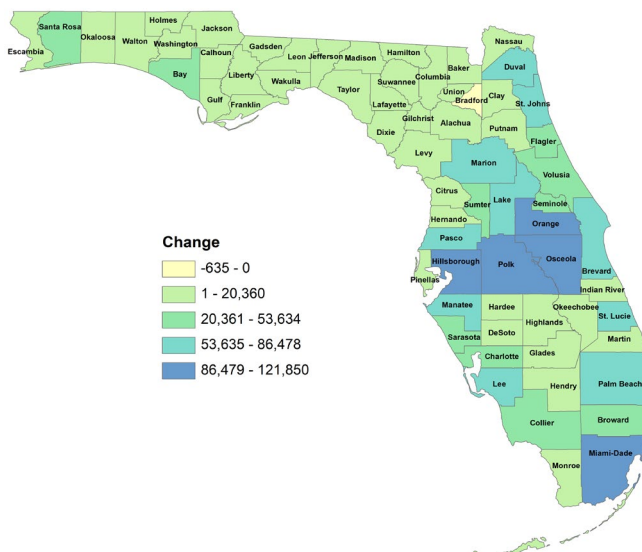 Holmes
Santa Rosa
Okaloosa
Jackson
Escambia
Walton
Washington
Calhoun
Gadsden
Bay
Liberty
Leon
Jefferson
Madison
Hamilton
Wakulla
Gulf
Franklin
Taylor
Suwannee
Columbia
Baker
Nassau
Duval
Lafayette
Union
Bradford
Clay
St. Johns
Dixie
Gilchrist
Alachua
Putnam
Flagler
Levy
Marion
Volusia
Citrus
Sumter
Lake
Seminole
Hernando
Orange
Pasco
Brevard
Hillsborough
Polk
Osceola
Pinellas
Indian River
Manatee
Hardee
Okeechobee
Highlands
St. Lucie
Sarasota
DeSoto
Martin
Charlotte
Glades
Lee
Hendry
Palm Beach
Collier
Broward
Monroe
Miami-Dade
Change
-635 - 0
1 - 20,360
20,361 - 53,634
53,635 - 86,478
86,479 - 121,850